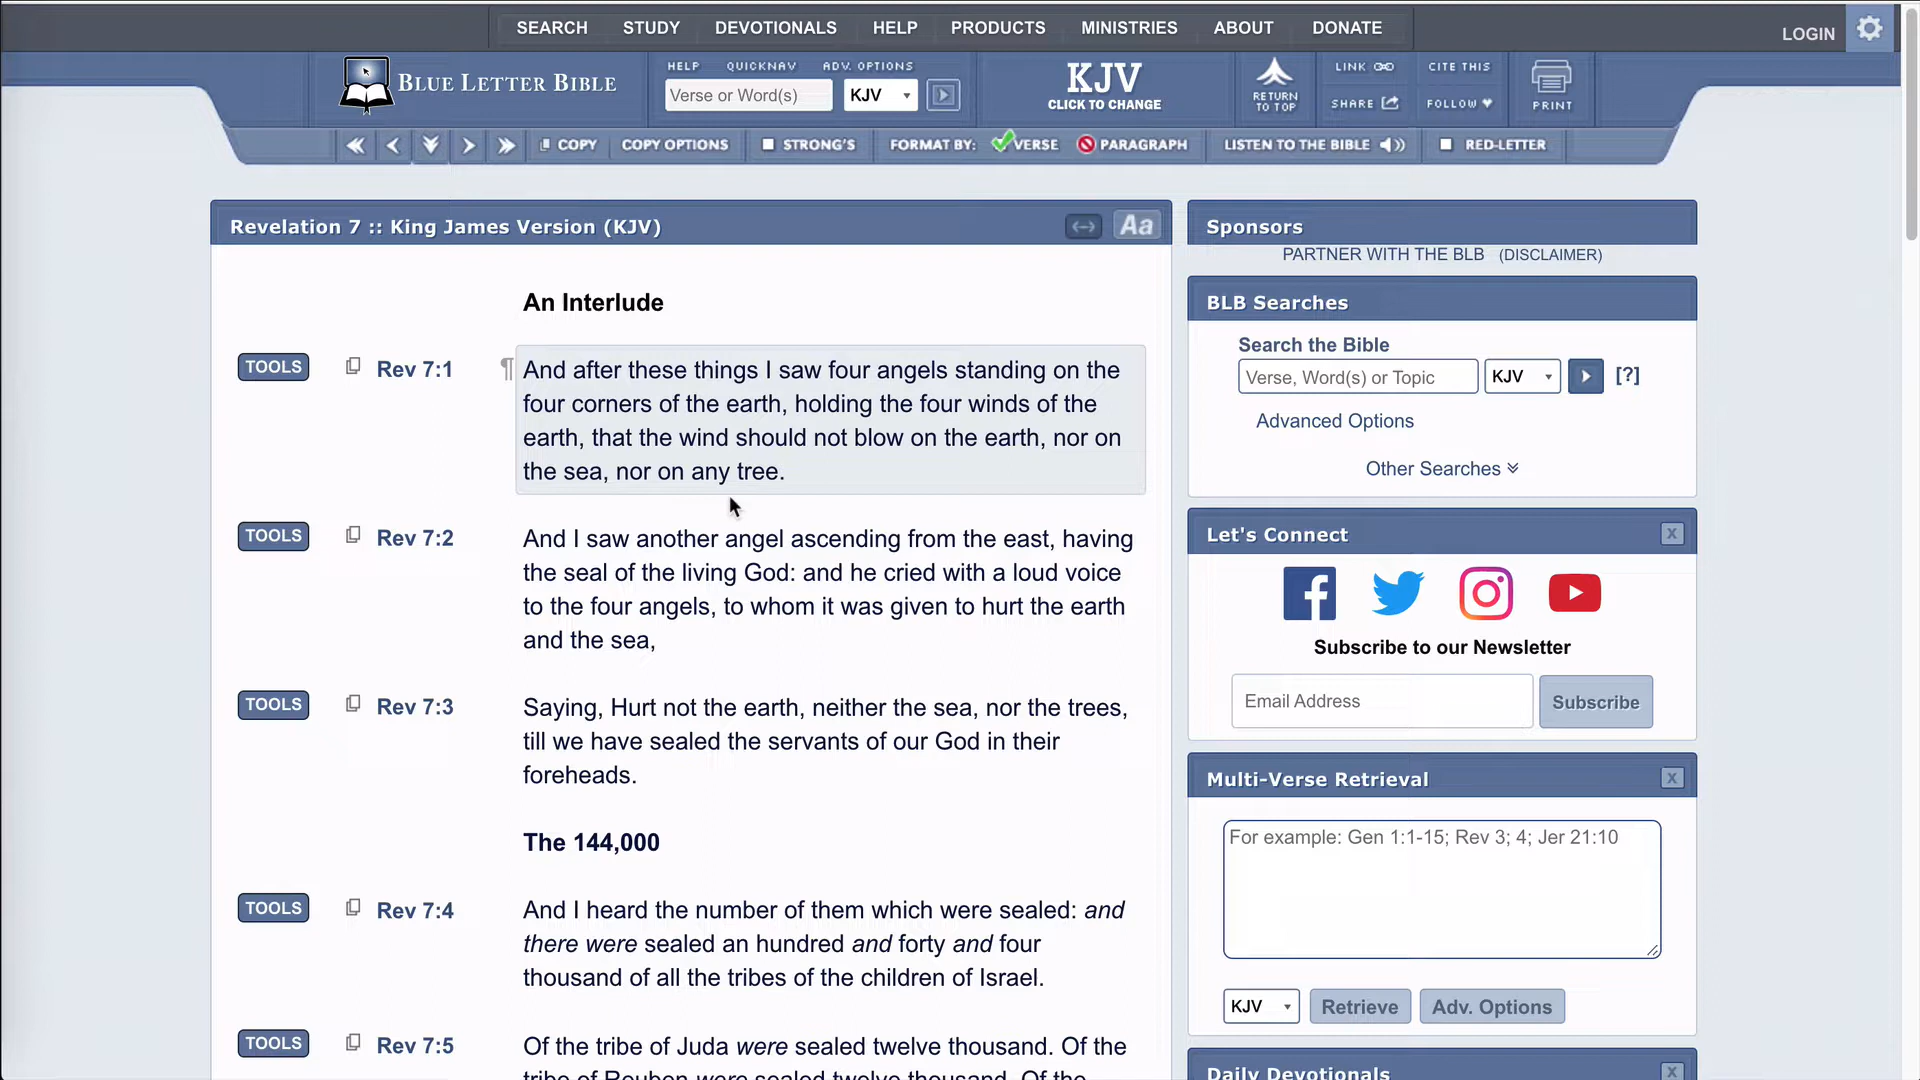 SEARCH STUDY DEVOTIONALS HELP PRODUCTS MINISTRIES ABOUT DONATE
LOGIN
BLUE LETTER BIBLE
HELP QUICKNAV ADV. OPTIONS
Verse or Word(s) KJV
KJV
CLICK TO CHANGE
RETURN
TO TOP
LINK CITE THIS
SHARE FOLLOW
PRINT
COPY COPY OPTIONS STRONG'S FORMAT BY: VERSE PARAGRAPH LISTEN TO THE BIBLE RED-LETTER
Revelation 7 :: King James Version (KJV) Aa
An Interlude
TOOLS Rev 7:1 ¶ And after these things I saw four angels standing on the
four corners of the earth, holding the four winds of the
earth, that the wind should not blow on the earth, nor on
the sea, nor on any tree.
TOOLS Rev 7:2 And I saw another angel ascending from the east, having
the seal of the living God: and he cried with a loud voice
to the four angels, to whom it was given to hurt the earth
and the sea,
TOOLS Rev 7:3 Saying, Hurt not the earth, neither the sea, nor the trees,
till we have sealed the servants of our God in their
foreheads.
The 144,000
TOOLS Rev 7:4 And I heard the number of them which were sealed: and
there were sealed an hundred and forty and four
thousand of all the tribes of the children of Israel.
TOOLS Rev 7:5 Of the tribe of Juda were sealed twelve thousand. Of the
tribe of Reuben were sealed twelve thousand. Of the
Sponsors
PARTNER WITH THE BLB (DISCLAIMER)
BLB Searches
Search the Bible
Verse, Word(s) or Topic KJV [?]
Advanced Options
Other Searches
Let's Connect X
Subscribe to our Newsletter
Email Address Subscribe
Multi-Verse Retrieval X
For example: Gen 1:1-15; Rev 3; 4; Jer 21:10
KJV Retrieve Adv. Options
Daily Devotionals X